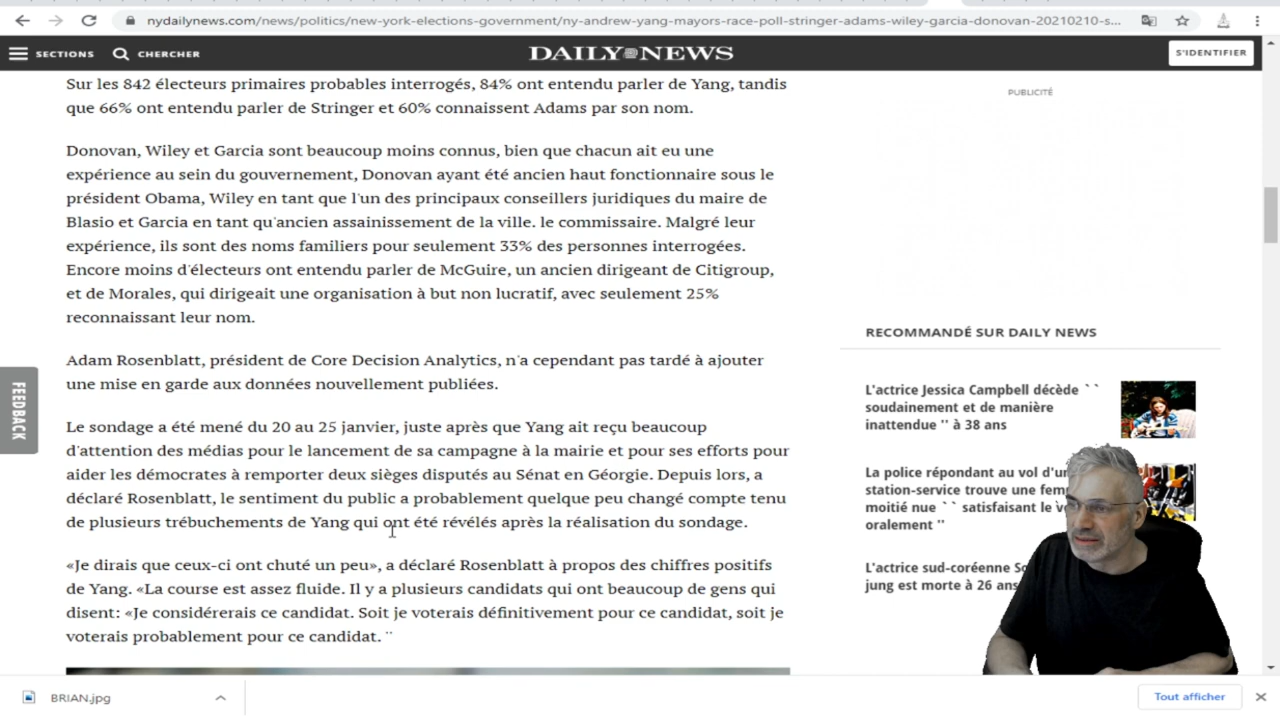 nydailynews.com/news/politics/new-york-elections-government/ny-andrew-yang-mayors-race-poll-stringer-adams-wiley-garcia-donovan-20210210-s...
SECTIONS CHERCHER DAILY NEWS S'IDENTIFIER
Sur les 842 électeurs primaires probables interrogés, 84% ont entendu parler de Yang, tandis
que 66% ont entendu parler de Stringer et 60% connaissent Adams par son nom.
Donovan, Wiley et Garcia sont beaucoup moins connus, bien que chacun ait eu une
expérience au sein du gouvernement, Donovan ayant été ancien haut fonctionnaire sous le
président Obama, Wiley en tant que l'un des principaux conseillers juridiques du maire de
Blasio et Garcia en tant qu'ancien assainissement de la ville. le commissaire. Malgré leur
expérience, ils sont des noms familiers pour seulement 33% des personnes interrogées.
Encore moins d'électeurs ont entendu parler de McGuire, un ancien dirigeant de Citigroup,
et de Morales, qui dirigeait une organisation à but non lucratif, avec seulement 25%
reconnaissant leur nom.
Adam Rosenblatt, président de Core Decision Analytics, n'a cependant pas tardé à ajouter
une mise en garde aux données nouvellement publiées.
Le sondage a été mené du 20 au 25 janvier, juste après que Yang ait reçu beaucoup
d'attention des médias pour le lancement de sa campagne à la mairie et pour ses efforts pour
aider les démocrates à remporter deux sièges disputés au Sénat en Géorgie. Depuis lors, a
déclaré Rosenblatt, le sentiment du public a probablement quelque peu changé compte tenu
de plusieurs trébuchements de Yang qui ont été révélés après la réalisation du sondage.
«Je dirais que ceux-ci ont chuté un peu», a déclaré Rosenblatt à propos des chiffres positifs
de Yang. «La course est assez fluide. Il y a plusieurs candidats qui ont beaucoup de gens qui
disent: «Je considérerais ce candidat. Soit je voterais définitivement pour ce candidat, soit je
voterais probablement pour ce candidat. ¨
PUBLICITÉ
RECOMMANDÉ SUR DAILY NEWS
L'actrice Jessica Campbell décède ``
soudainement et de manière
inattendue '' à 38 ans
La police répondant au vol d'un
station-service trouve une
moitié nue `` satisfaisant le
oralement ''
L'actrice sud-coréenne
jung est morte à 26 ans
FEEDBACK
BRIAN.jpg
Tout afficher